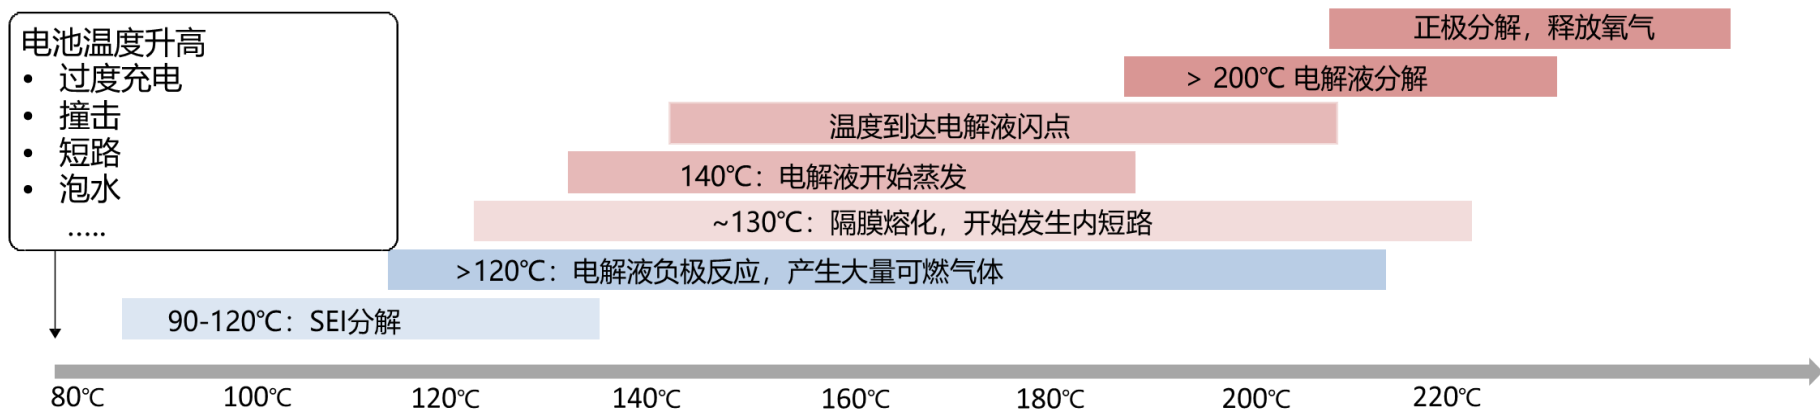 电池温度升高
• 过度充电
• 撞击
• 短路
• 泡水
.....
正极分解，释放氧气
> 200℃ 电解液分解
温度到达电解液闪点
140℃：电解液开始蒸发
~130℃：隔膜熔化，开始发生内短路
>120℃：电解液负极反应，产生大量可燃气体
90-120℃：SEI分解
80℃ 100℃ 120℃ 140℃ 160℃ 180℃ 200℃ 220℃